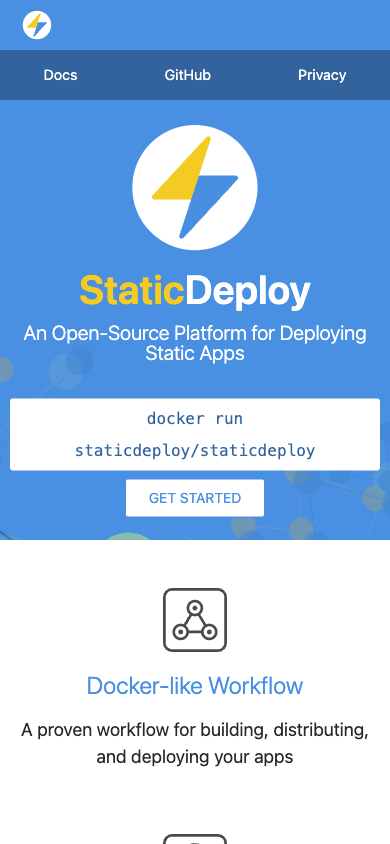 Docs
GitHub
Privacy
StaticDeploy
An Open-Source Platform for Deploying
Static Apps
docker run
staticdeploy/staticdeploy
GET STARTED
Docker-like Workflow
A proven workflow for building, distributing,
and deploying your apps